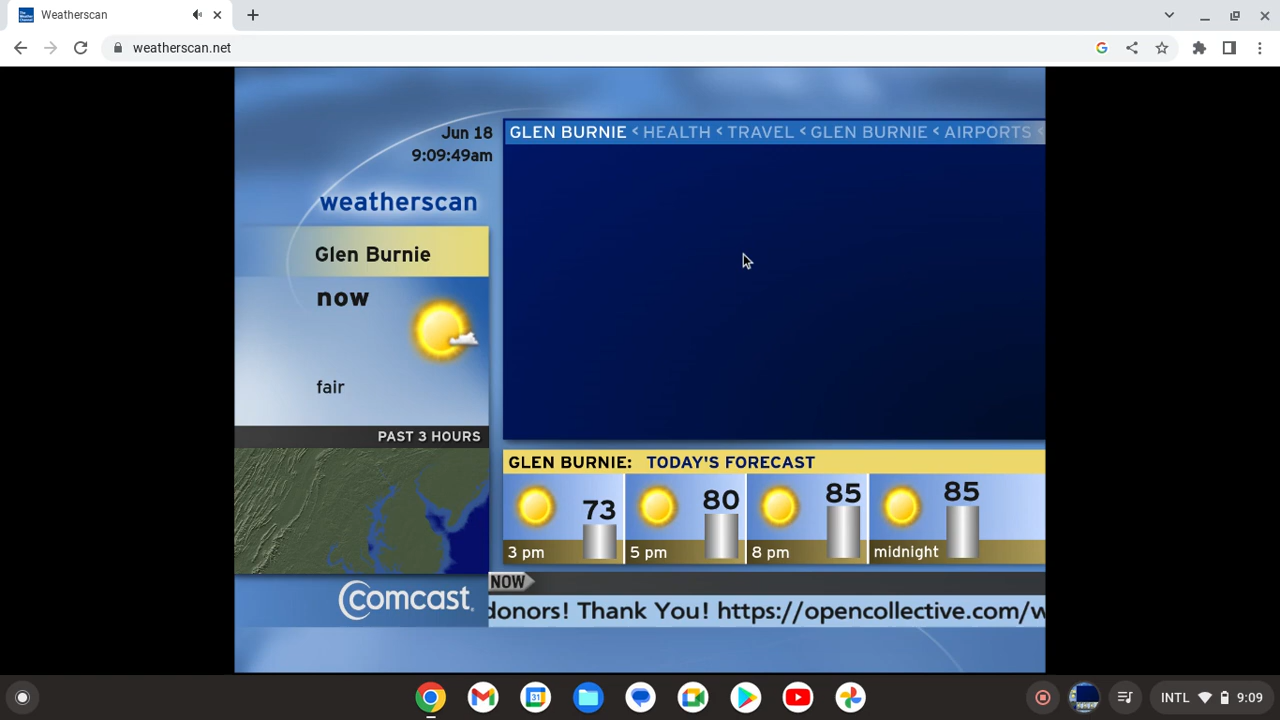 Weatherscan
weatherscan.net
Jun 18
9:09:49am
weatherscan
Glen Burnie
now
fair
PAST 3 HOURS
comcast.
GLEN BURNIE < HEALTH < TRAVEL < GLEN BURNIE < AIRPORTS <
GLEN BURNIE: TODAY'S FORECAST
73 80 85 85
3 pm 5 pm 8 pm midnight
NOW
donors! Thank You! https://opencollective.com/w
31
INTL 9:09